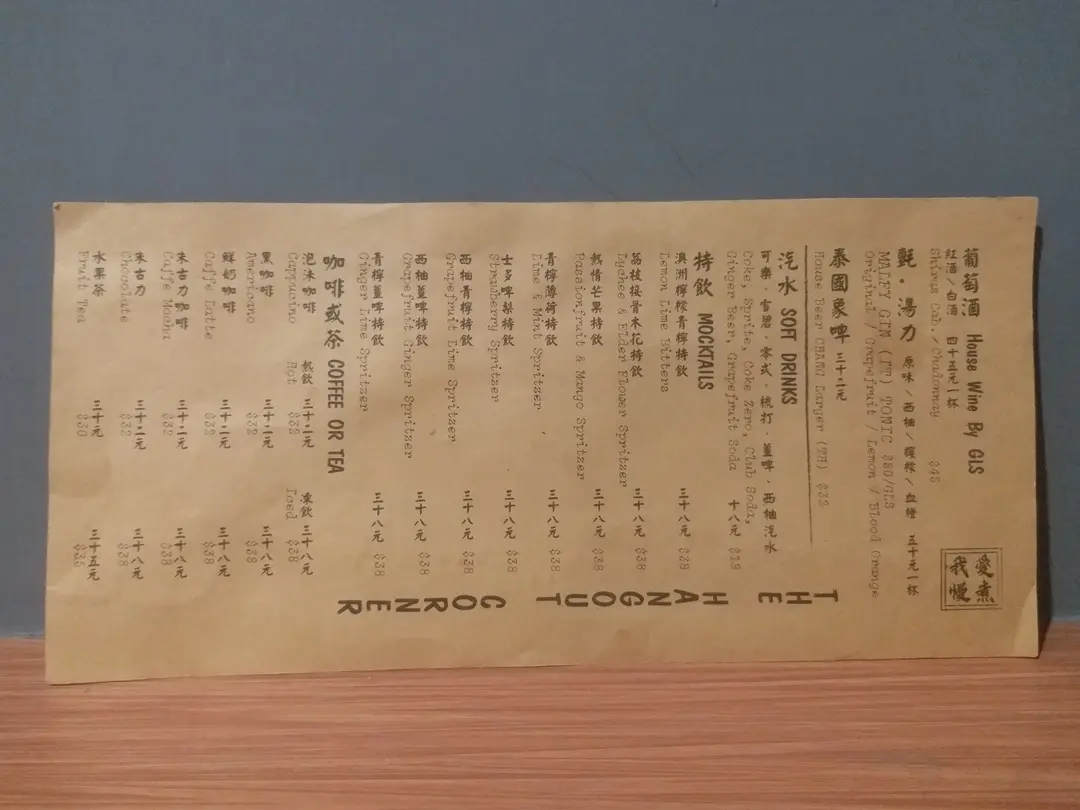 愛煮
我慢
葡萄酒 House Wine By GLS
紅酒／白酒 四十五元一杯
Shiraz Cab. / Chadonnay $45
氈．湯力 原味／西柚／檸檬／血橙 五十元一杯
MALFY GIN (IT) TONIC $50/GLS
Original / Grapefruit / Lemon / Blood Orange
泰國象啤 三十二元
House Beer CHANG Larger (TH) $32
汽水 SOFT DRINKS
可樂．雪碧．零式．梳打．薑啤．西柚汽水
Coke, Sprite, Coke Zero, Club Soda,
Ginger Beer, Grapefruit Soda 十八元 $18
特飲 MOCKTAILS
澳洲檸檬青檸特飲 三十八元
Lemon Lime Bitters $38
荔枝接骨木花特飲 三十八元
Lychee & Elder Flower Spritzer $38
熱情芒果特飲 三十八元
Passionfruit & Mango Spritzer $38
青檸薄荷特飲 三十八元
Lime & Mint Spritzer $38
士多啤梨特飲 三十八元
Strawberry Spritzer $38
西柚青檸特飲 三十八元
Grapefruit Lime Spritzer $38
西柚薑啤特飲 三十八元
Grapefruit Ginger Spritzer $38
青檸薑啤特飲 三十八元
Ginger Lime Spritzer $38
咖啡或茶 COFFEE OR TEA
泡沫咖啡 熱飲 三十二元 凍飲 三十八元
Cappucino Hot $32 Iced $38
黑咖啡 三十二元 三十八元
Americano $32 $38
鮮奶咖啡 三十二元 三十八元
Caffe Latte $32 $38
朱古力咖啡 三十二元 三十八元
Caffe Mocha $32 $38
朱古力 三十二元 三十八元
Chocolate $32 $38
水果茶 三十元 三十五元
Fruit Tea $30 $35
THE HANGOUT CORNER